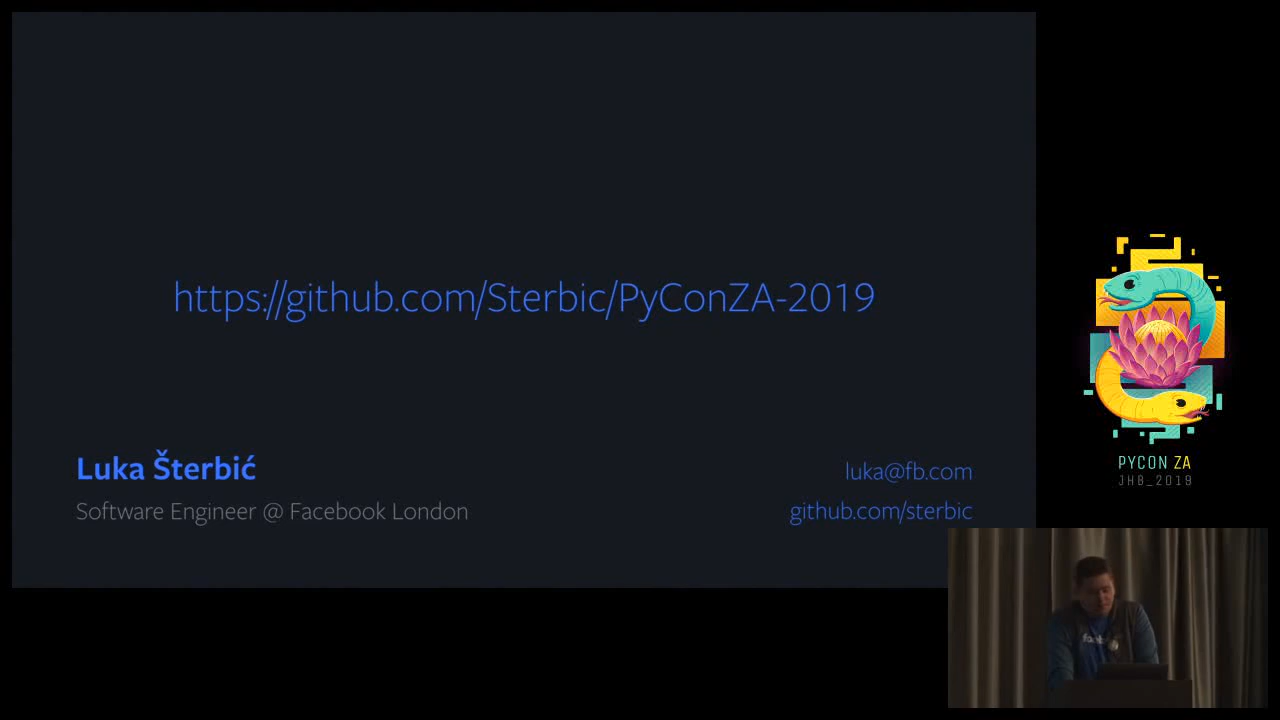 https://github.com/Sterbic/PyConZA-2019
Luka Šterbić
Software Engineer @ Facebook London
luka@fb.com
github.com/sterbic
PYCON ZA
JHB_2019